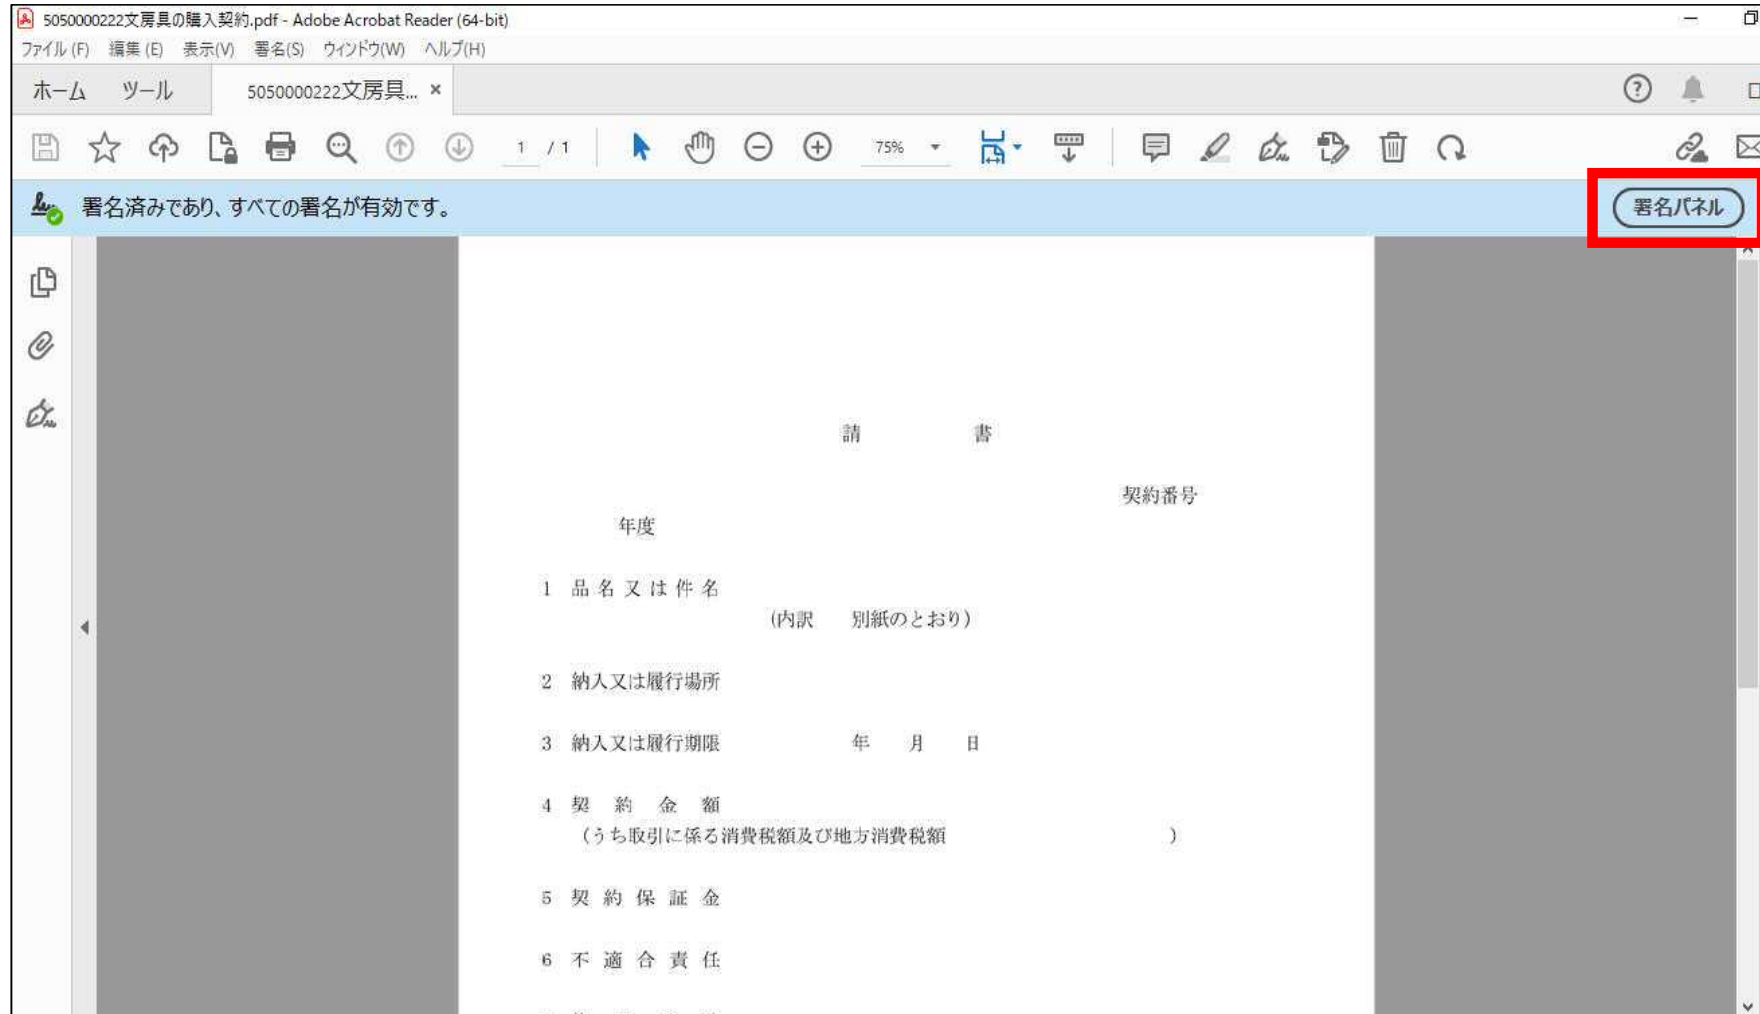 5050000222文房具の購入契約.pdf - Adobe Acrobat Reader (64-bit)
ファイル(F) 編集(E) 表示(V) 署名(S) ウィンドウ(W) ヘルプ(H)
ホーム ツール 5050000222文房具... ×
1 / 1 75%
署名済みであり、すべての署名が有効です。 署名パネル
請 書
契約番号
年度
1 品名又は件名
(内訳 別紙のとおり)
2 納入又は履行場所
3 納入又は履行期限 年 月 日
4 契約金額
(うち取引に係る消費税額及び地方消費税額 )
5 契約保証金
6 不適合責任